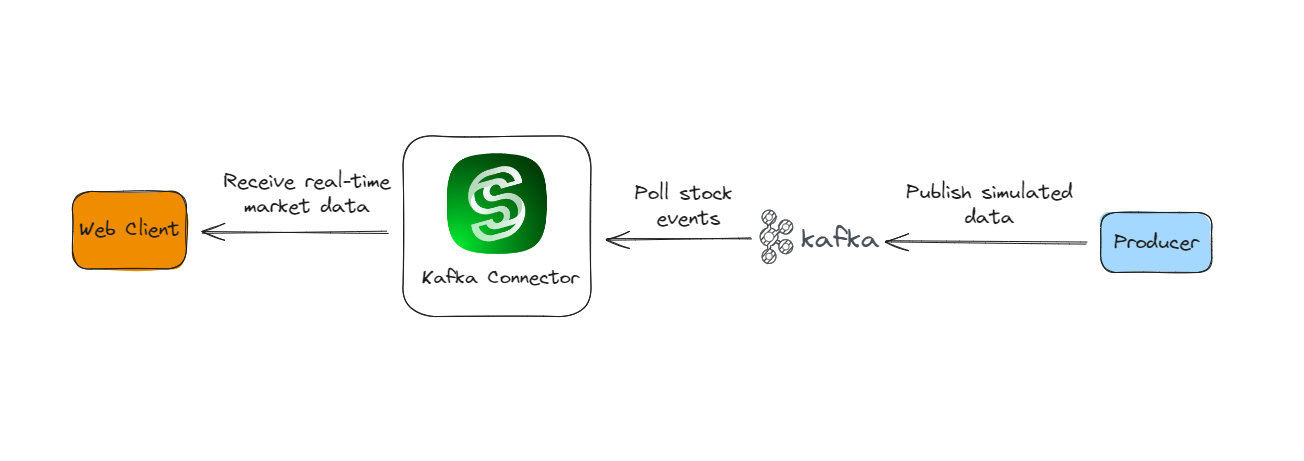 Receive real-time
market data
Web Client
Kafka Connector
Poll stock
events
kafka
Publish simulated
data
Producer